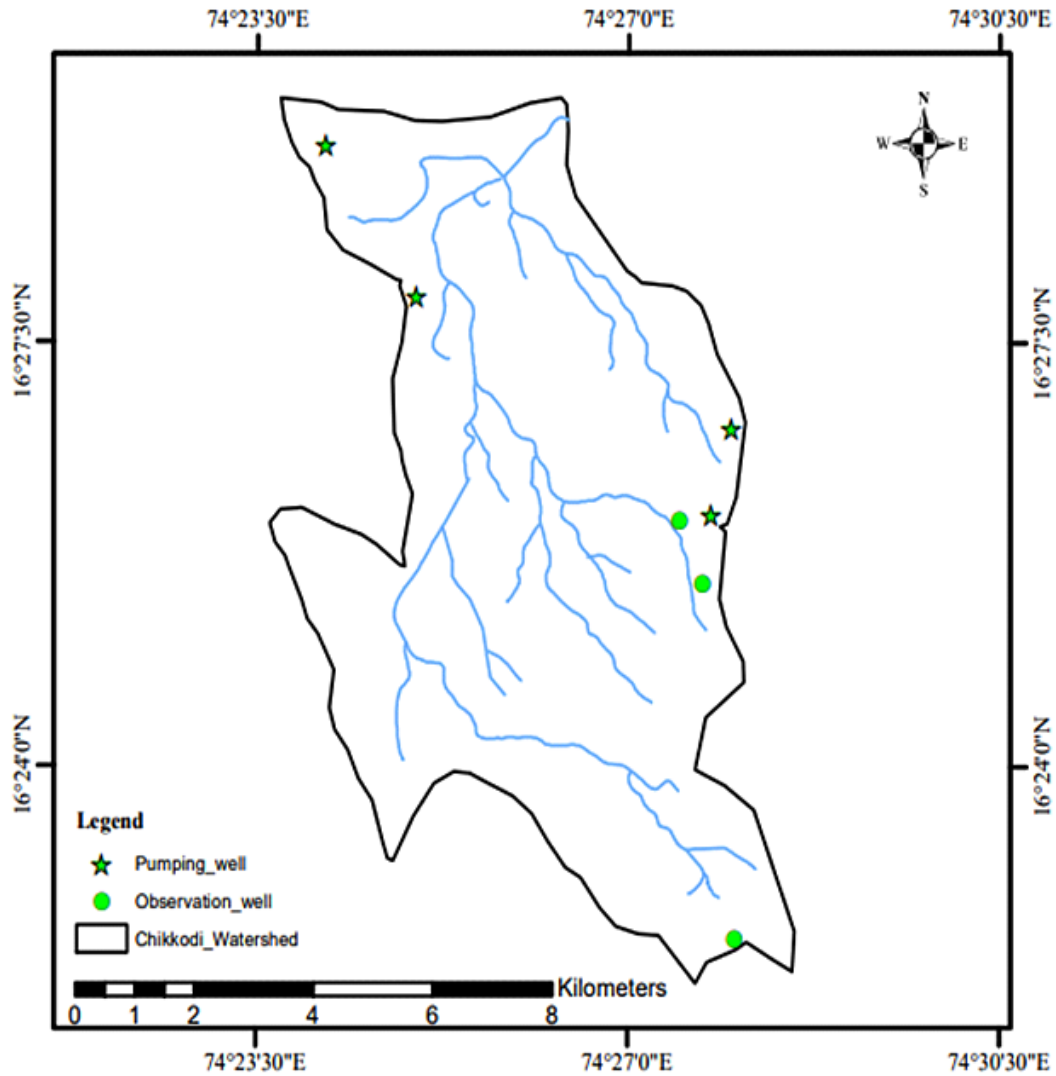 74°23'30"E 74°27'0"E 74°30'30"E
N
W E
S
16°27'30"N 16°27'30"N
16°24'0"N 16°24'0"N
Legend
Pumping_well
Observation_well
Chikkodi_Watershed
Kilometers
0 1 2 4 6 8
74°23'30"E 74°27'0"E 74°30'30"E